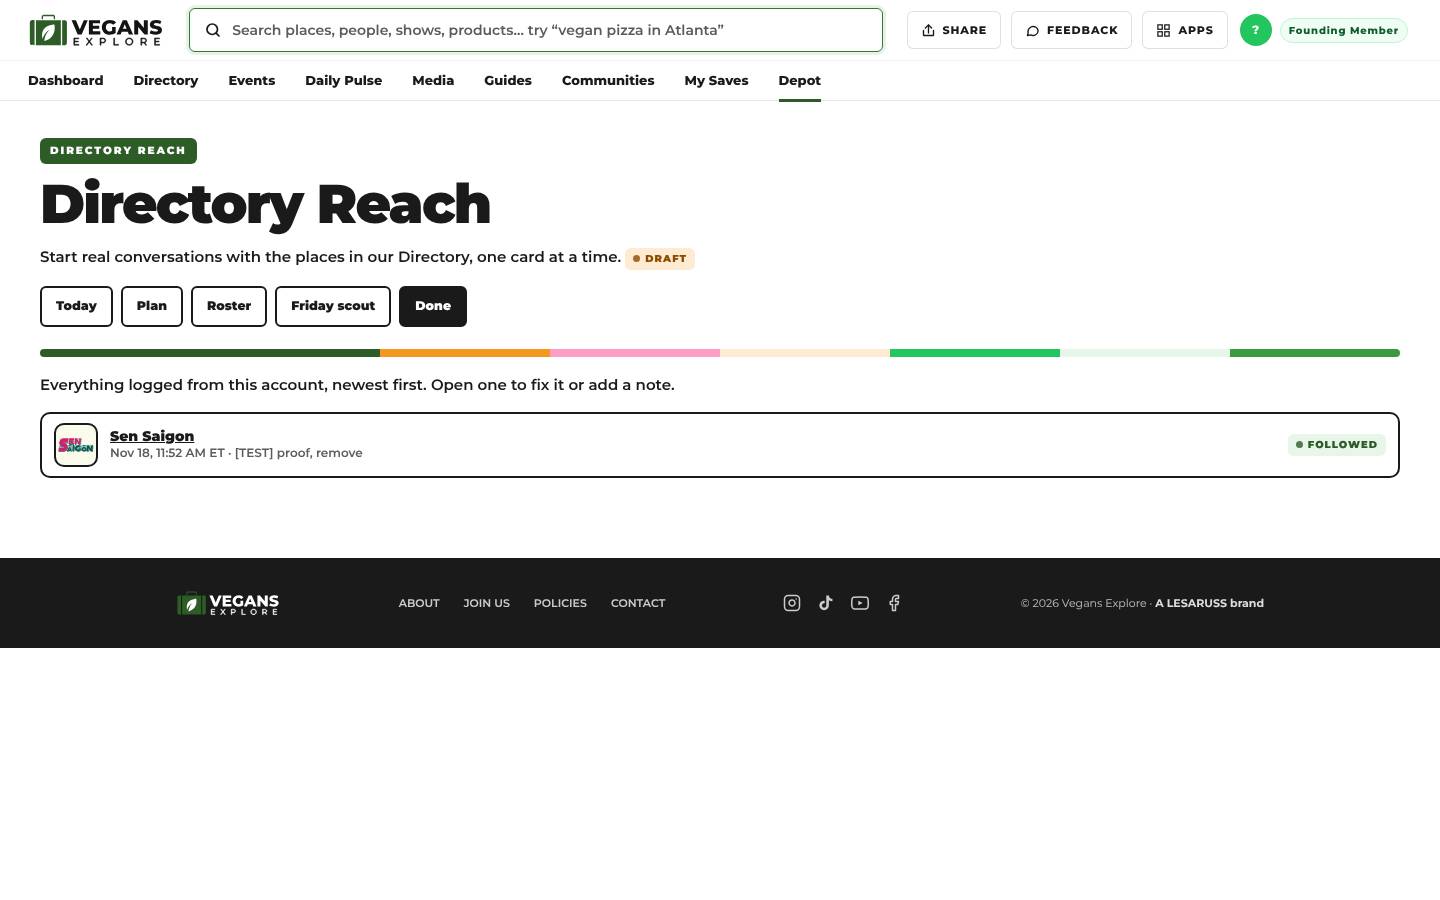 VEGANS
EXPLORE
Search places, people, shows, products... try “vegan pizza in Atlanta”
SHARE
FEEDBACK
APPS
?
Founding Member
Dashboard
Directory
Events
Daily Pulse
Media
Guides
Communities
My Saves
Depot
DIRECTORY REACH
Directory Reach
Start real conversations with the places in our Directory, one card at a time. DRAFT
Today
Plan
Roster
Friday scout
Done
Everything logged from this account, newest first. Open one to fix it or add a note.
SEN
SAIGON
Sen Saigon
Nov 18, 11:52 AM ET · [TEST] proof, remove
FOLLOWED
VEGANS
EXPLORE
ABOUT
JOIN US
POLICIES
CONTACT
© 2026 Vegans Explore · A LESARUSS brand